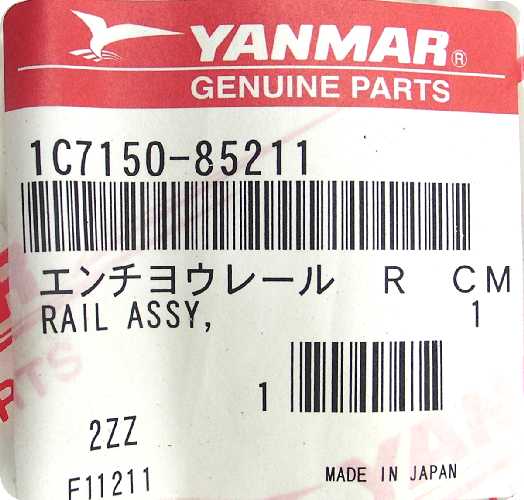 YANMAR
GENUINE PARTS
1C7150-85211
エンチヨウレール R CM
RAIL ASSY, 1
1
2ZZ
F11211
MADE IN JAPAN